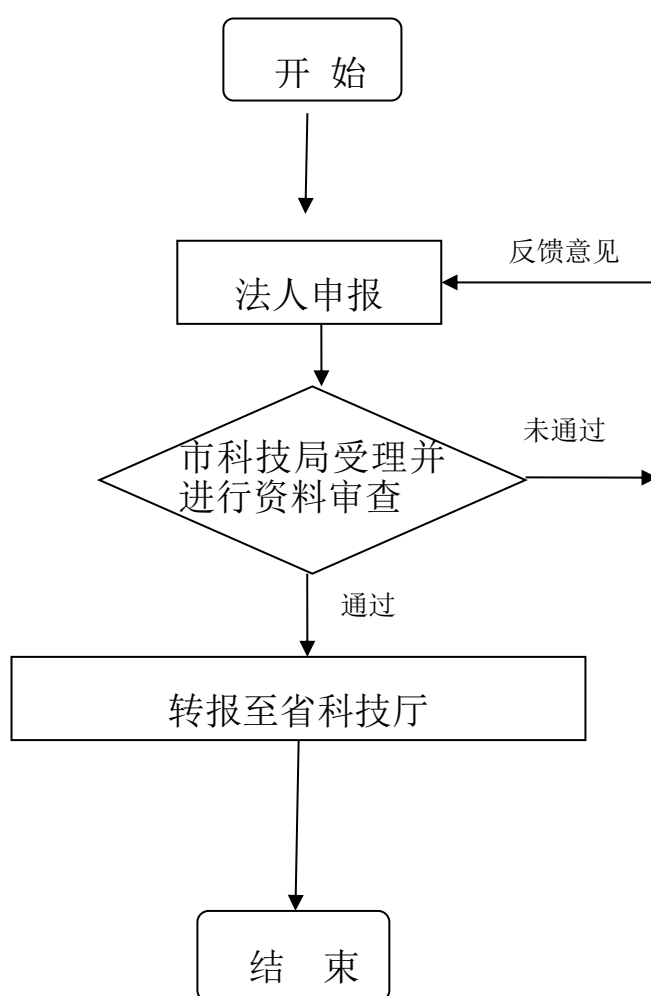 开 始
反馈意见
法人申报
未通过
市科技局受理并
进行资料审查
通过
转报至省科技厅
结 束